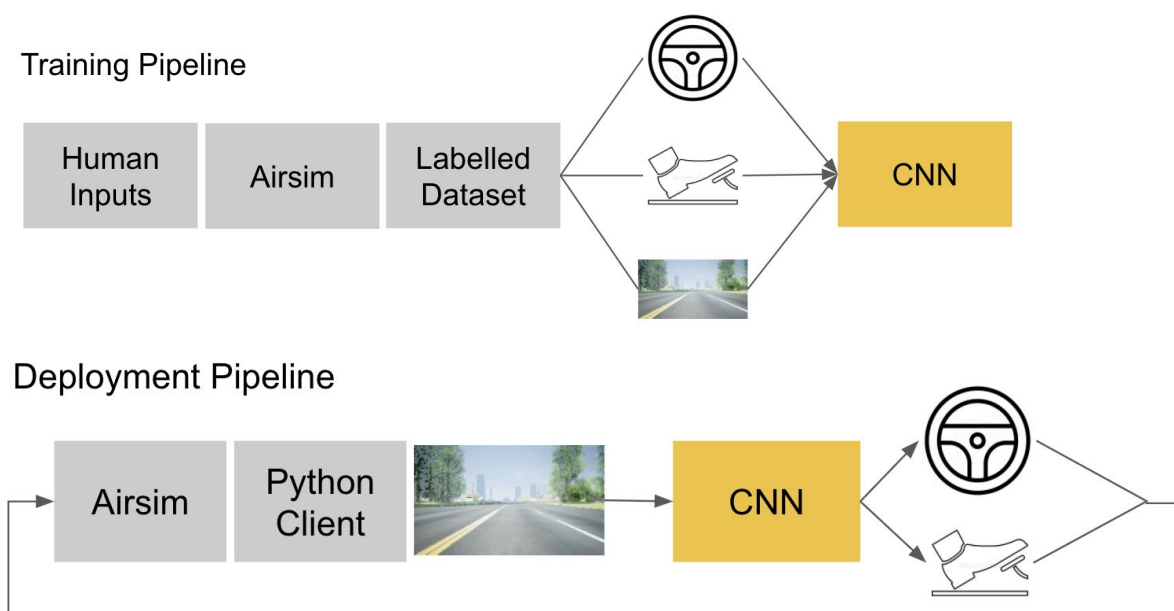 Training Pipeline
Human
Inputs
Airsim
Labelled
Dataset
CNN
Deployment Pipeline
Airsim
Python
Client
CNN